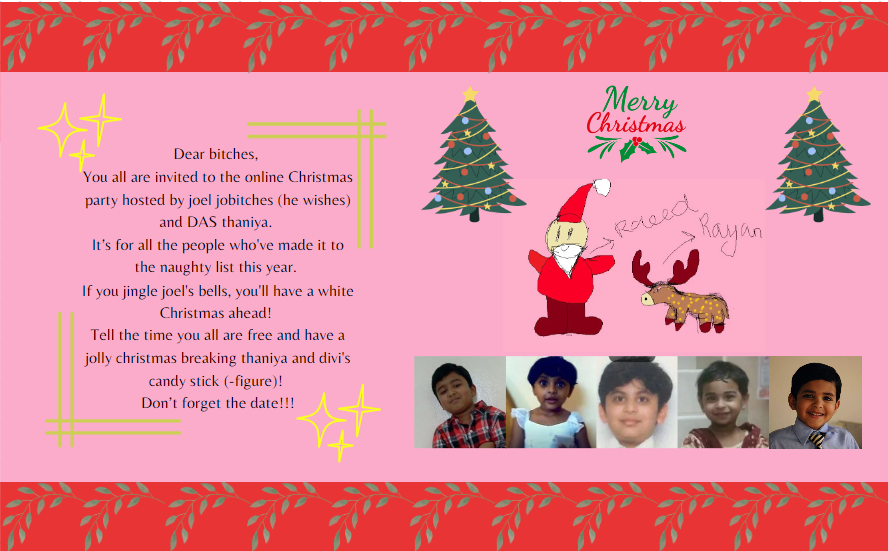 Dear bitches,
You all are invited to the online Christmas
party hosted by joel jobitches (he wishes)
and DAS thaniya.
It's for all the people who've made it to
the naughty list this year.
If you jingle joel's bells, you'll have a white
Christmas ahead!
Tell the time you all are free and have a
jolly christmas breaking thaniya and divi's
candy stick (-figure)!
Don't forget the date!!!
Merry
Christmas
Raeed
Rayan